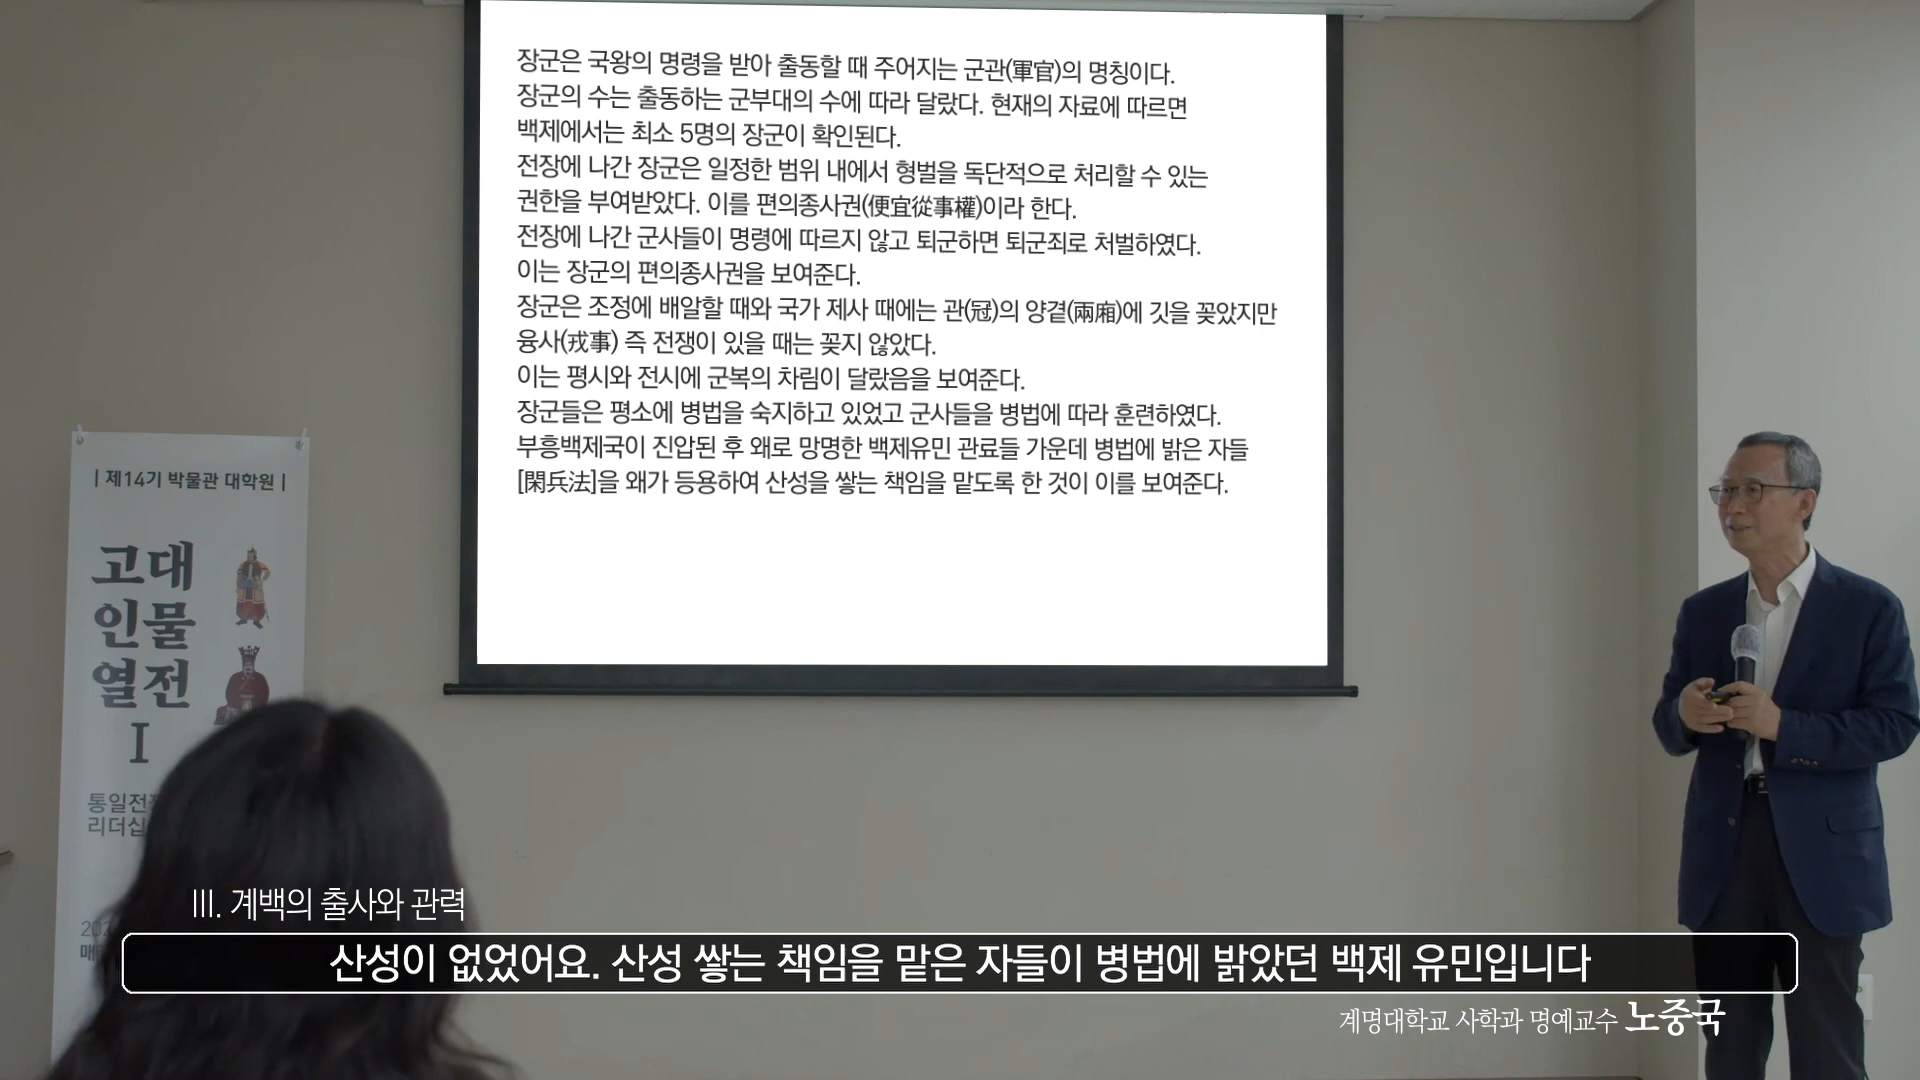 장군은 국왕의 명령을 받아 출동할 때 주어지는 군관(軍官)의 명칭이다.
장군의 수는 출동하는 군부대의 수에 따라 달랐다. 현재의 자료에 따르면
백제에서는 최소 5명의 장군이 확인된다.
전장에 나간 장군은 일정한 범위 내에서 형벌을 독단적으로 처리할 수 있는
권한을 부여받았다. 이를 편의종사권(便宜從事權)이라 한다.
전장에 나간 군사들이 명령에 따르지 않고 퇴군하면 퇴군죄로 처벌하였다.
이는 장군의 편의종사권을 보여준다.
장군은 조정에 배알할 때와 국가 제사 때에는 관(冠)의 양곁(兩廂)에 깃을 꽂았지만
융사(戎事) 즉 전쟁이 있을 때는 꽂지 않았다.
이는 평시와 전시에 군복의 차림이 달랐음을 보여준다.
장군들은 평소에 병법을 숙지하고 있었고 군사들을 병법에 따라 훈련하였다.
부흥백제국이 진압된 후 왜로 망명한 백제유민 관료들 가운데 병법에 밝은 자들
[閑兵法]을 왜가 등용하여 산성을 쌓는 책임을 맡도록 한 것이 이를 보여준다.
| 제14기 박물관 대학원 |
고대
인물
열전
I
통일전
리더십
202
매
III. 계백의 출사와 관력
산성이 없었어요. 산성 쌓는 책임을 맡은 자들이 병법에 밝았던 백제 유민입니다
계명대학교 사학과 명예교수 노중국